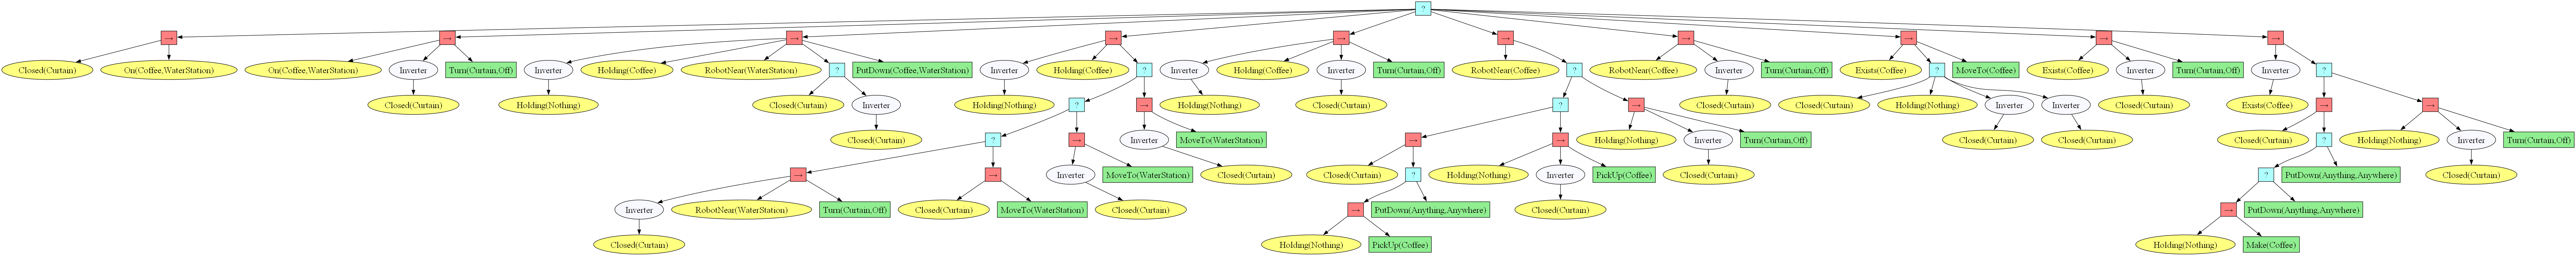 ?
→ → → → → → → → → →
Closed(Curtain) On(Coffee,WaterStation) On(Coffee,WaterStation) Inverter Turn(Curtain,Off) Inverter Holding(Coffee) RobotNear(WaterStation) ? PutDown(Coffee,WaterStation) Inverter Holding(Coffee) ? Inverter Holding(Coffee) Inverter Turn(Curtain,Off) RobotNear(Coffee) ? RobotNear(Coffee) Inverter Turn(Curtain,Off) Exists(Coffee) ? MoveTo(Coffee) Exists(Coffee) Inverter Turn(Curtain,Off) Inverter ?
Closed(Curtain) Holding(Nothing) Closed(Curtain) Inverter Holding(Nothing) ? → Holding(Nothing) Closed(Curtain) ? → Closed(Curtain) Closed(Curtain) Holding(Nothing) Inverter Inverter Closed(Curtain) Exists(Coffee) → →
Closed(Curtain) ? → Inverter MoveTo(WaterStation) → → Holding(Nothing) Inverter Turn(Curtain,Off) Closed(Curtain) Closed(Curtain) Closed(Curtain) ? Holding(Nothing) Inverter Turn(Curtain,Off)
→ → Inverter MoveTo(WaterStation) Closed(Curtain) Closed(Curtain) ? Holding(Nothing) Inverter PickUp(Coffee) Closed(Curtain) ? PutDown(Anything,Anywhere) Closed(Curtain)
Inverter RobotNear(WaterStation) Turn(Curtain,Off) Closed(Curtain) MoveTo(WaterStation) Closed(Curtain) → PutDown(Anything,Anywhere) Closed(Curtain) → PutDown(Anything,Anywhere)
Closed(Curtain) Holding(Nothing) PickUp(Coffee) Holding(Nothing) Make(Coffee)